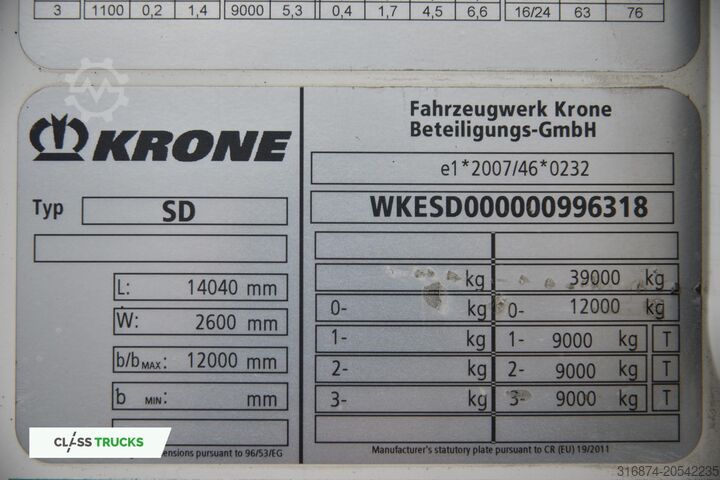 3 1100 0,2 1,4 9000 5,3 0,4 1,7 4,5 6,6 16/24 63 76
KRONE
Typ SD
L: 14040 mm
W: 2600 mm
b/bMAX: 12000 mm
b MIN: mm
ensions pursuant to 96/53/EG
Fahrzeugwerk Krone
Beteiligungs-GmbH
e1*2007/46*0232
WKESD000000996318
kg 39000 kg
0- kg 0- 12000 kg
1- kg 1- 9000 kg T
2- kg 2- 9000 kg T
3- kg 3- 9000 kg T
Manufacturer's statutory plate pursuant to CR (EU) 19/2011
CLASSTRUCKS
316874-20542235